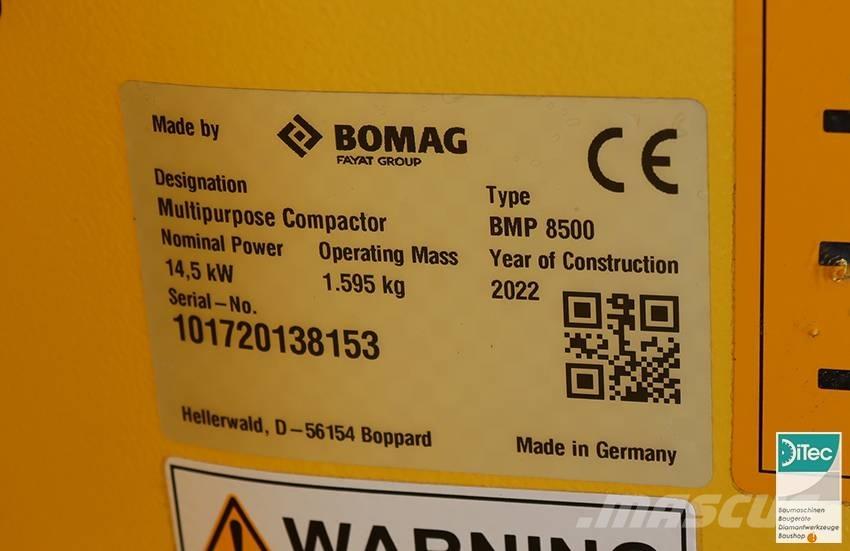 Made by
BOMAG
FAYAT GROUP
CE
Designation
Multipurpose Compactor
Type
BMP 8500
Nominal Power
14,5 kW
Operating Mass
1.595 kg
Year of Construction
2022
Serial-No.
101720138153
Hellerwald, D-56154 Boppard
Made in Germany
WARNING
MASCUS
DiTec
Baumaschinen
Baugeräte
Diamantwerkzeuge
Baushop